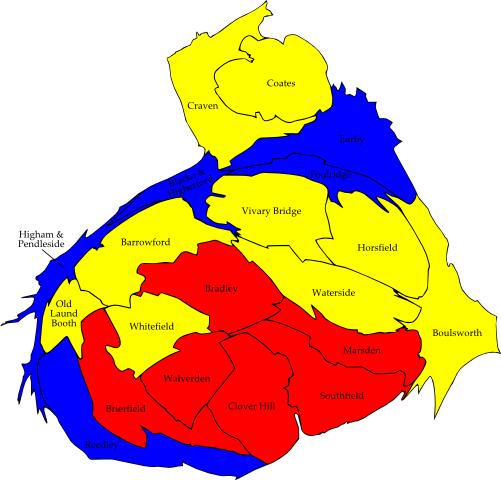 Coates
Craven
Earby
Foulridge
Blacko &
Higherford
Vivary Bridge
Higham &
Pendleside
Barrowford
Horsfield
Bradley
Waterside
Old
Laund
Booth
Whitefield
Boulsworth
Marsden
Walverden
Southfield
Brierfield
Clover Hill
Reedley